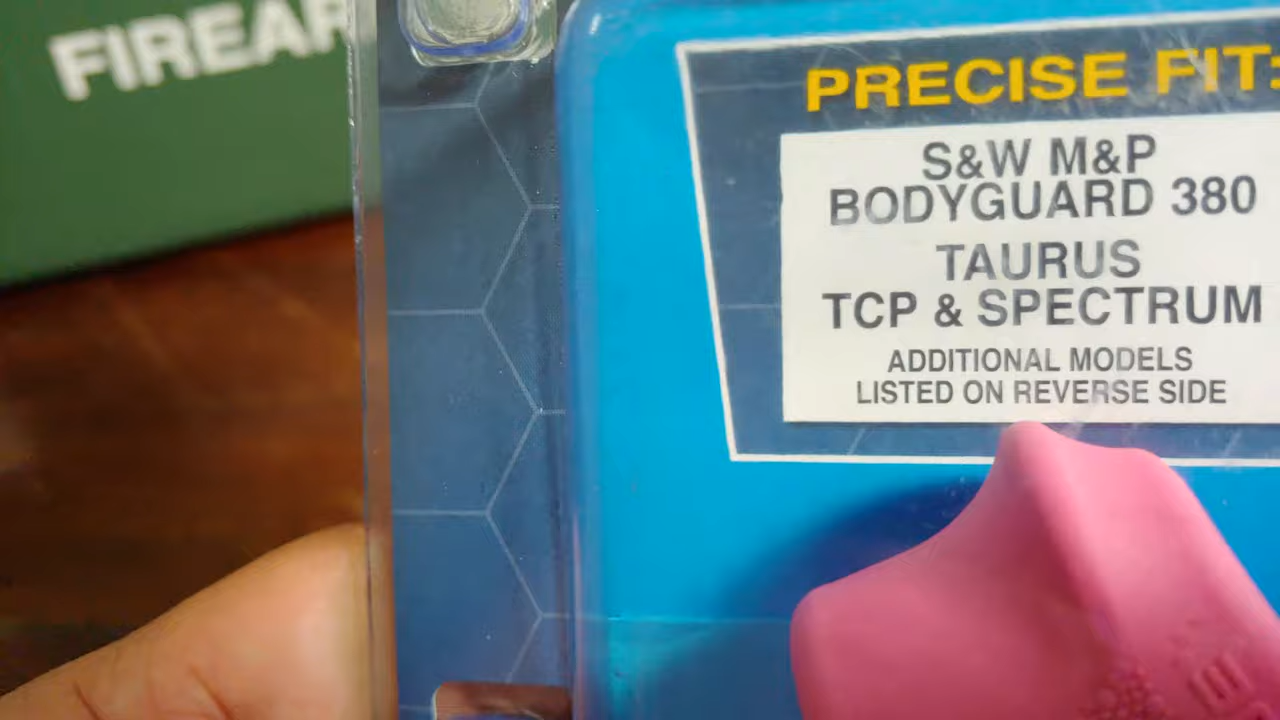 FIREAR
PRECISE FIT:
S&W M&P
BODYGUARD 380
TAURUS
TCP & SPECTRUM
ADDITIONAL MODELS
LISTED ON REVERSE SIDE